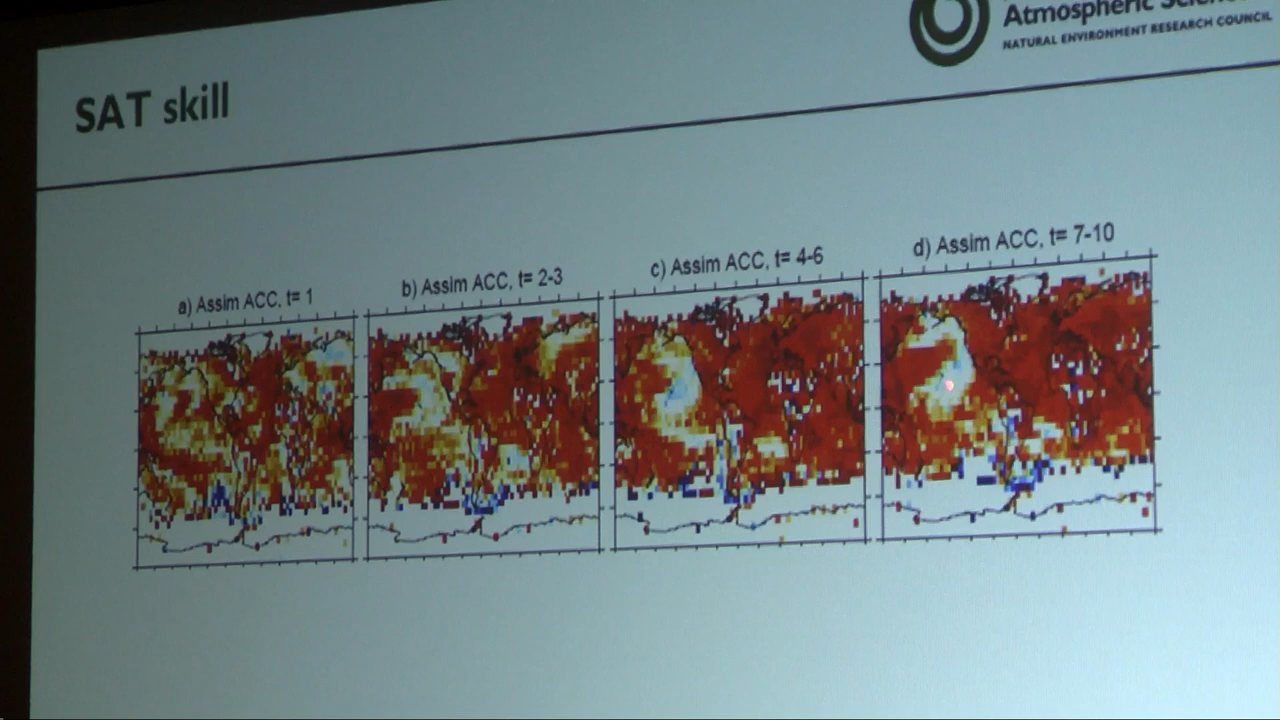 Atmospheric
NATURAL ENVIRONMENT RESEARCH COUNCIL
SAT skill
a) Assim ACC, t= 1
b) Assim ACC, t= 2-3
c) Assim ACC, t= 4-6
d) Assim ACC, t= 7-10